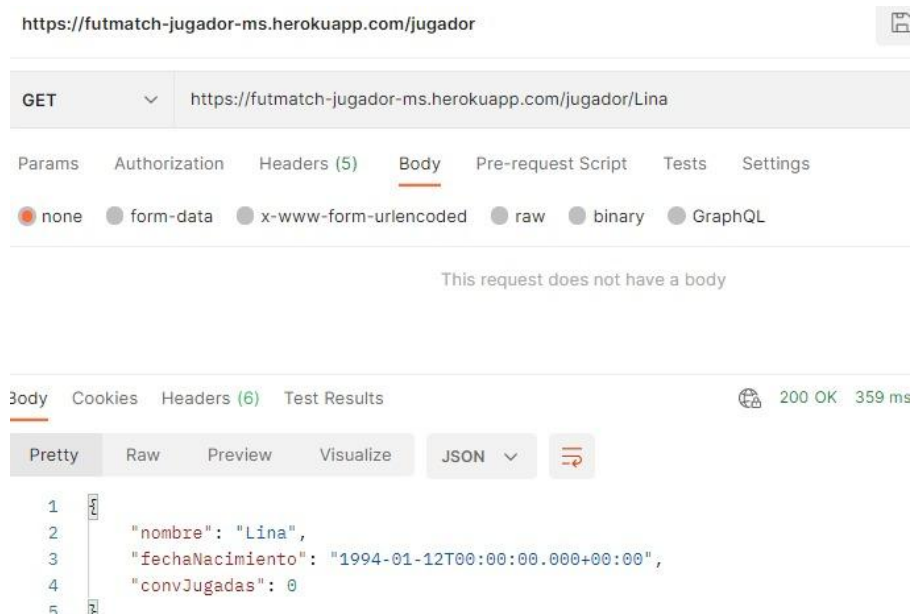 https://futmatch-jugador-ms.herokuapp.com/jugador
GET https://futmatch-jugador-ms.herokuapp.com/jugador/Lina
Params Authorization Headers (5) Body Pre-request Script Tests Settings
none form-data x-www-form-urlencoded raw binary GraphQL
This request does not have a body
Body Cookies Headers (6) Test Results 200 OK 359 ms
Pretty Raw Preview Visualize JSON
1 {
2 "nombre": "Lina",
3 "fechaNacimiento": "1994-01-12T00:00:00.000+00:00",
4 "convJugadas": 0
5 }